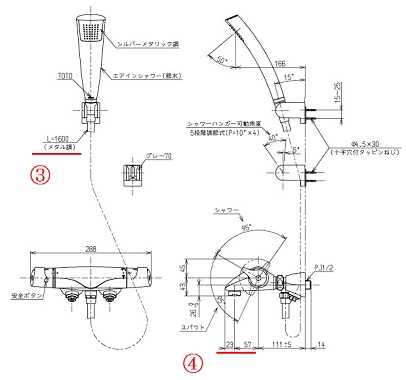 シルバーメタリック調
TOTO
エアインシャワー(節水)
L=1600
(メタル調)
③
グレー70
50°
166
15°
15~25
シャワーハンガー可動角度
5段階調節式(P=10°×4)
40°
5°
Φ4.5×30
(十字穴付タッピンねじ)
288
安全ボタン
シャワー
95°
PJ1/2
45
43
26
スパウト
④
23
57
111±5
14